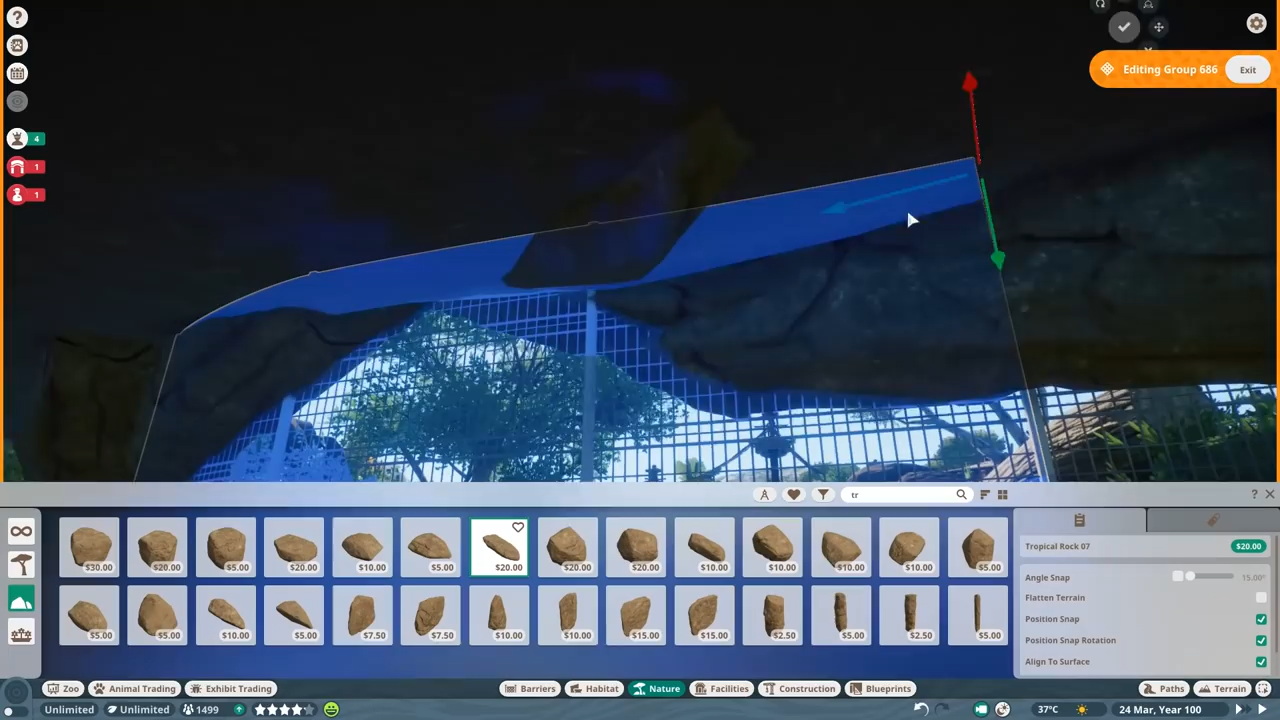 ?
Editing Group 686
Exit
4
1
1
tr
?
$30.00 $20.00 $5.00 $20.00 $10.00 $5.00 $20.00 $20.00 $20.00 $10.00 $10.00 $10.00 $10.00 $5.00
$5.00 $5.00 $10.00 $5.00 $7.50 $7.50 $10.00 $10.00 $15.00 $15.00 $2.50 $5.00 $2.50 $5.00
Tropical Rock 07 $20.00
Angle Snap 15.00°
Flatten Terrain
Position Snap
Position Snap Rotation
Align To Surface
Zoo Animal Trading Exhibit Trading Barriers Habitat Nature Facilities Construction Blueprints Paths Terrain
Unlimited Unlimited 1499 37°C 24 Mar, Year 100